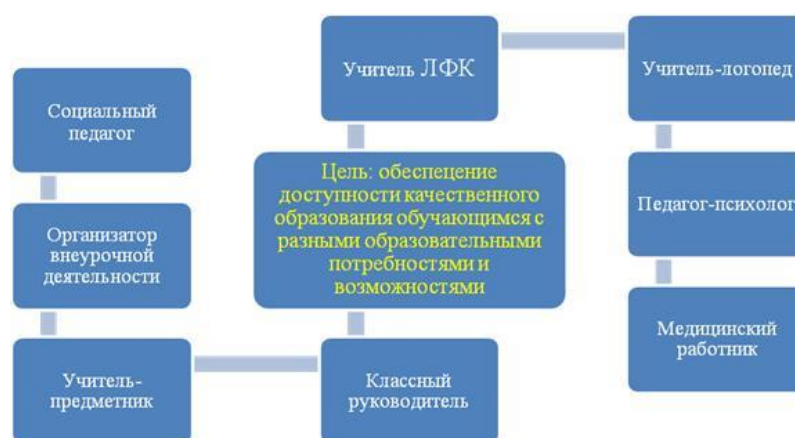 Социальный
педагог
Организатор
внеурочной
деятельности
Учитель-
предметник
Учитель ЛФК
Цель: обеспецение
доступности качественного
образования обучающимся с
разными образовательными
потребностями и
возможностями
Классный
руководитель
Учитель-логопед
Педагог-психолог
Медицинский
работник